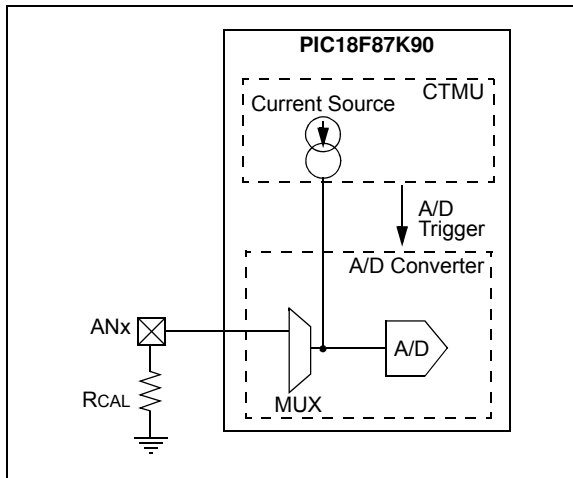 PIC18F87K90
CTMU
Current Source
A/D
Trigger
A/D Converter
ANx
A/D
RCAL
MUX